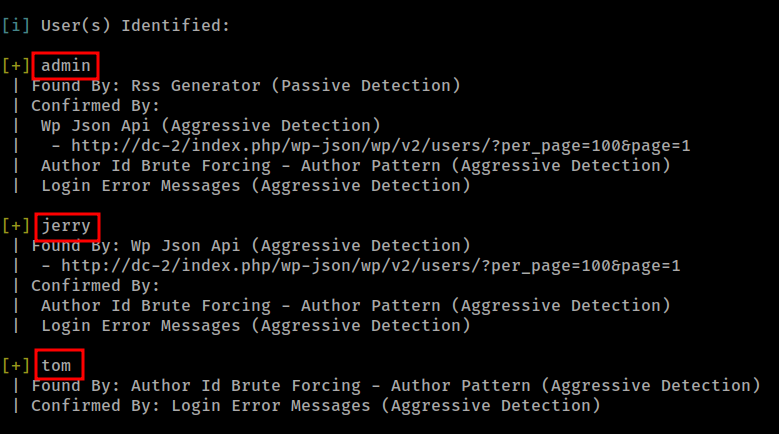 [i] User(s) Identified:
[+] admin
| Found By: Rss Generator (Passive Detection)
| Confirmed By:
|  Wp Json Api (Aggressive Detection)
|   - http://dc-2/index.php/wp-json/wp/v2/users/?per_page=100&page=1
|  Author Id Brute Forcing - Author Pattern (Aggressive Detection)
|  Login Error Messages (Aggressive Detection)
[+] jerry
| Found By: Wp Json Api (Aggressive Detection)
|  - http://dc-2/index.php/wp-json/wp/v2/users/?per_page=100&page=1
| Confirmed By:
|  Author Id Brute Forcing - Author Pattern (Aggressive Detection)
|  Login Error Messages (Aggressive Detection)
[+] tom
| Found By: Author Id Brute Forcing - Author Pattern (Aggressive Detection)
| Confirmed By: Login Error Messages (Aggressive Detection)